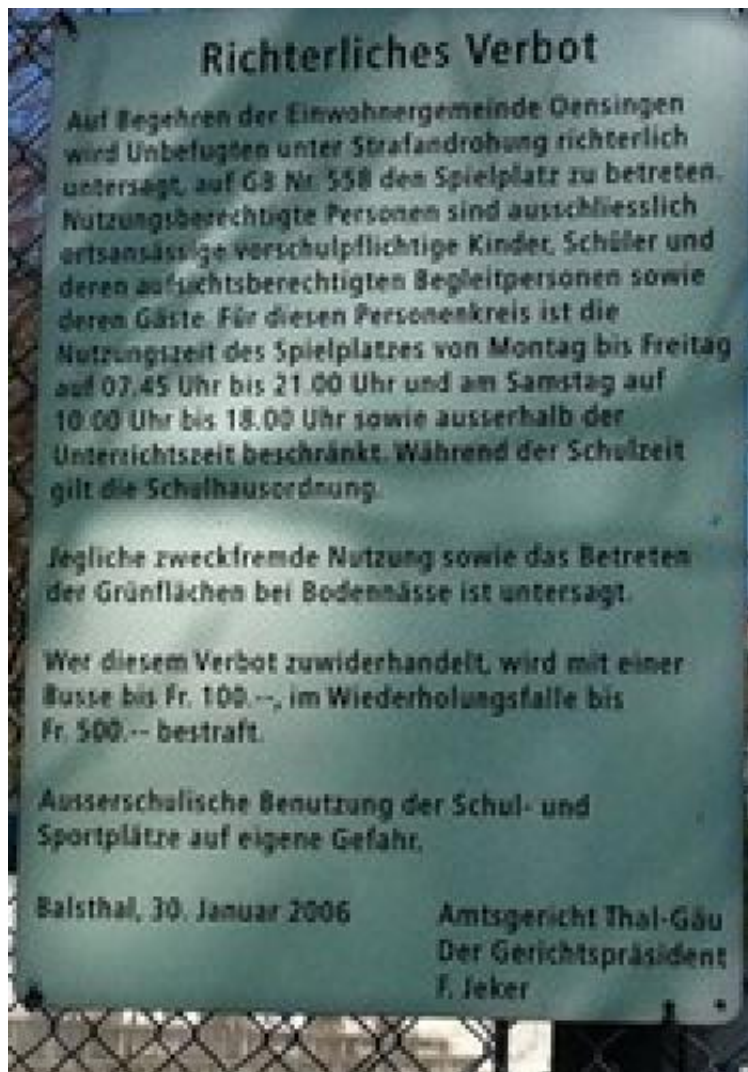 Richterliches Verbot
Auf Begehren der Einwohnergemeinde Oensingen
wird Unbefugten unter Strafandrohung richterlich
untersagt, auf GB Nr. 558 den Spielplatz zu betreten.
Nutzungsberechtigte Personen sind ausschliesslich
ortsansässige vorschulpflichtige Kinder, Schüler und
deren aufsichtsberechtigten Begleitpersonen sowie
deren Gäste. Für diesen Personenkreis ist die
Nutzungszeit des Spielplatzes von Montag bis Freitag
auf 07.45 Uhr bis 21.00 Uhr und am Samstag auf
10.00 Uhr bis 18.00 Uhr sowie ausserhalb der
Unterrichtszeit beschränkt. Während der Schulzeit
gilt die Schulhausordnung.
Jegliche zweckfremde Nutzung sowie das Betreten
der Grünflächen bei Bodennässe ist untersagt.
Wer diesem Verbot zuwiderhandelt, wird mit einer
Busse bis Fr. 100.--, im Wiederholungsfalle bis
Fr. 500.-- bestraft.
Ausserschulische Benutzung der Schul- und
Sportplätze auf eigene Gefahr.
Balsthal, 30. Januar 2006
Amtsgericht Thal-Gäu
Der Gerichtspräsident
F. Jeker